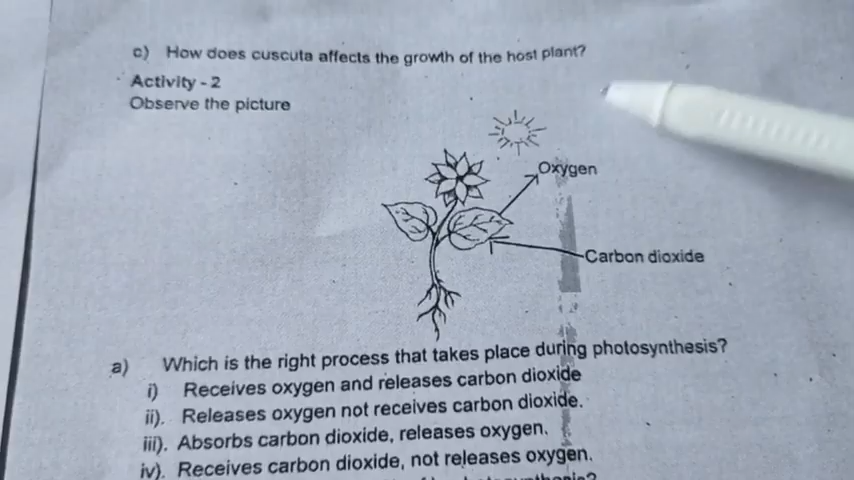 c) How does cuscuta affects the growth of the host plant?
Activity - 2
Observe the picture
Oxygen
Carbon dioxide
a) Which is the right process that takes place during photosynthesis?
i) Receives oxygen and releases carbon dioxide
ii). Releases oxygen not receives carbon dioxide.
iii). Absorbs carbon dioxide, releases oxygen.
iv). Receives carbon dioxide, not releases oxygen.